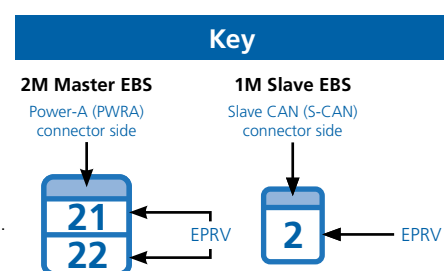 Key
2M Master EBS
Power-A (PWRA)
connector side
21
22
EPRV
1M Slave EBS
Slave CAN (S-CAN)
connector side
2
EPRV
.